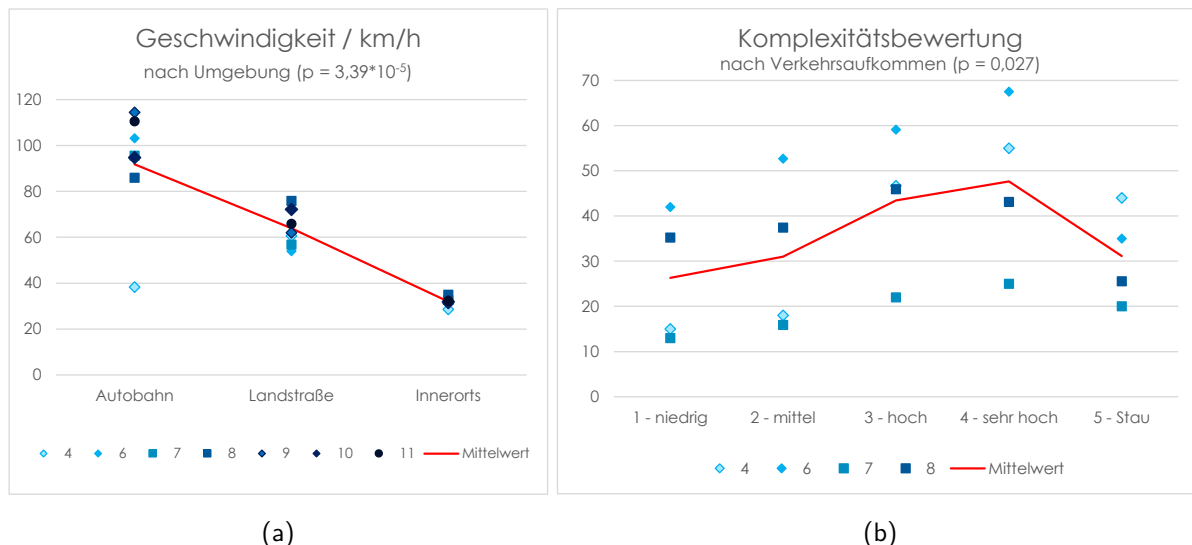 Geschwindigkeit / km/h
nach Umgebung (p = 3,39*10⁻⁵)
120
100
80
60
40
20
0
Autobahn Landstraße Innerorts
4 6 7 8 9 10 11 Mittelwert
(a)
Komplexitätsbewertung
nach Verkehrsaufkommen (p = 0,027)
70
60
50
40
30
20
10
0
1 - niedrig 2 - mittel 3 - hoch 4 - sehr hoch 5 - Stau
4 6 7 8 Mittelwert
(b)